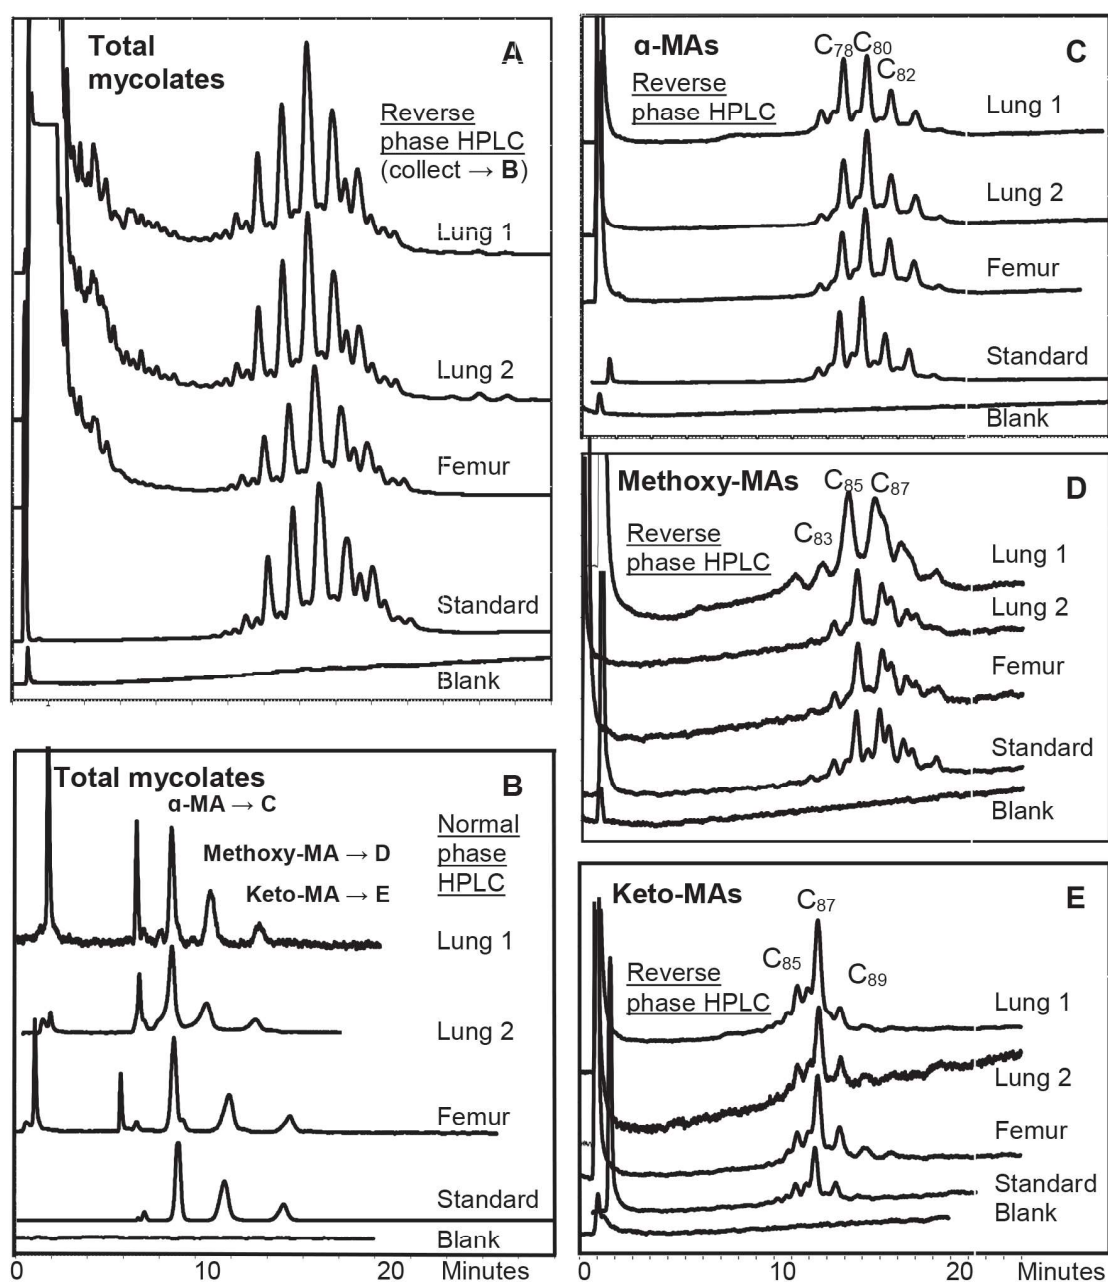 Total
mycolates
A
Reverse
phase HPLC
(collect → B)
Lung 1
Lung 2
Femur
Standard
Blank
Total mycolates
B
α-MA → C
Methoxy-MA → D
Keto-MA → E
Normal
phase
HPLC
Lung 1
Lung 2
Femur
Standard
Blank
0 10 Minutes
α-MAs
C
Reverse
phase HPLC
C₇₈ C₈₀
C₈₂
Lung 1
Lung 2
Femur
Standard
Blank
Methoxy-MAs
D
Reverse
phase HPLC
C₈₅ C₈₇
C₈₃
Lung 1
Lung 2
Femur
Standard
Blank
Keto-MAs
E
C₈₇
C₈₅
C₈₉
Reverse
phase HPLC
Lung 1
Lung 2
Femur
Standard
Blank
0 10 20 Minutes